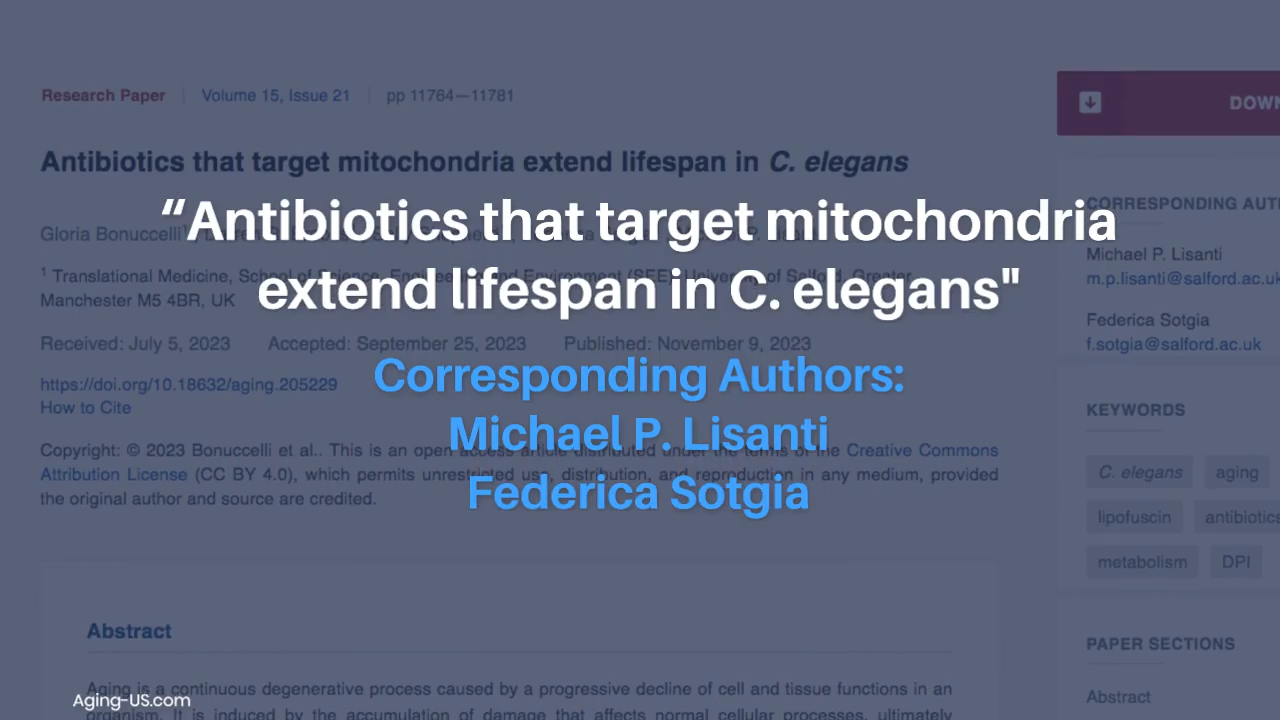 Research Paper Volume 15, Issue 21 pp 11764—11781
DOWN
Antibiotics that target mitochondria extend lifespan in C. elegans
“Antibiotics that target mitochondria
extend lifespan in C. elegans"
Corresponding Authors:
Michael P. Lisanti
Federica Sotgia
Gloria Bonuccelli
1 Translational Medicine, School of Science, Engineering and Environment (SEE), University of Salford, Greater
Manchester M5 4BR, UK
Received: July 5, 2023 Accepted: September 25, 2023 Published: November 9, 2023
https://doi.org/10.18632/aging.205229
How to Cite
Copyright: © 2023 Bonuccelli et al.. This is an open access article distributed under the terms of the Creative Commons
Attribution License (CC BY 4.0), which permits unrestricted use, distribution, and reproduction in any medium, provided
the original author and source are credited.
Abstract
Aging is a continuous degenerative process caused by a progressive decline of cell and tissue functions in an
organism. It is induced by the accumulation of damage that affects normal cellular processes, ultimately
CORRESPONDING AUTH
Michael P. Lisanti
m.p.lisanti@salford.ac.uk
Federica Sotgia
f.sotgia@salford.ac.uk
KEYWORDS
C. elegans aging
lipofuscin antibiotics
metabolism DPI
PAPER SECTIONS
Abstract
Aging-US.com